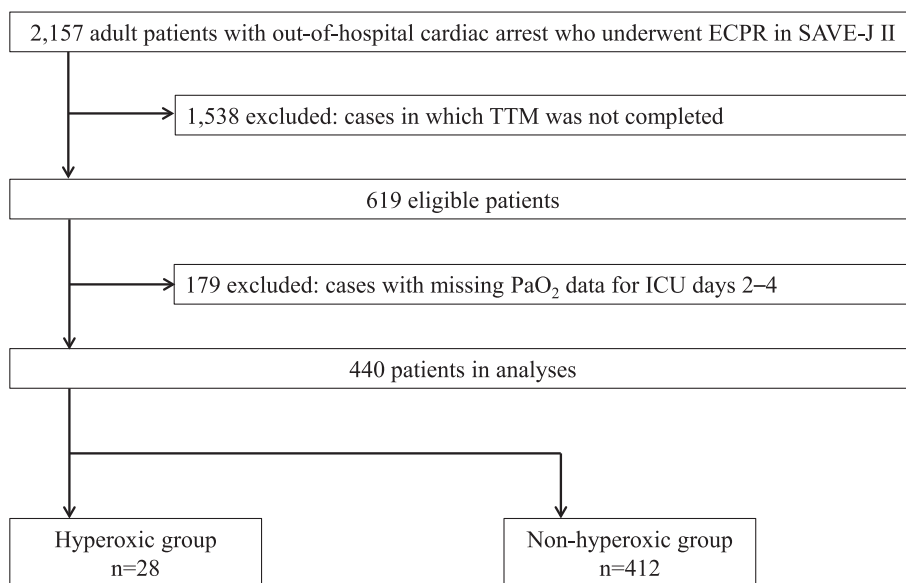 2,157 adult patients with out-of-hospital cardiac arrest who underwent ECPR in SAVE-J II
1,538 excluded: cases in which TTM was not completed
619 eligible patients
179 excluded: cases with missing PaO₂ data for ICU days 2–4
440 patients in analyses
Hyperoxic group
n=28
Non-hyperoxic group
n=412